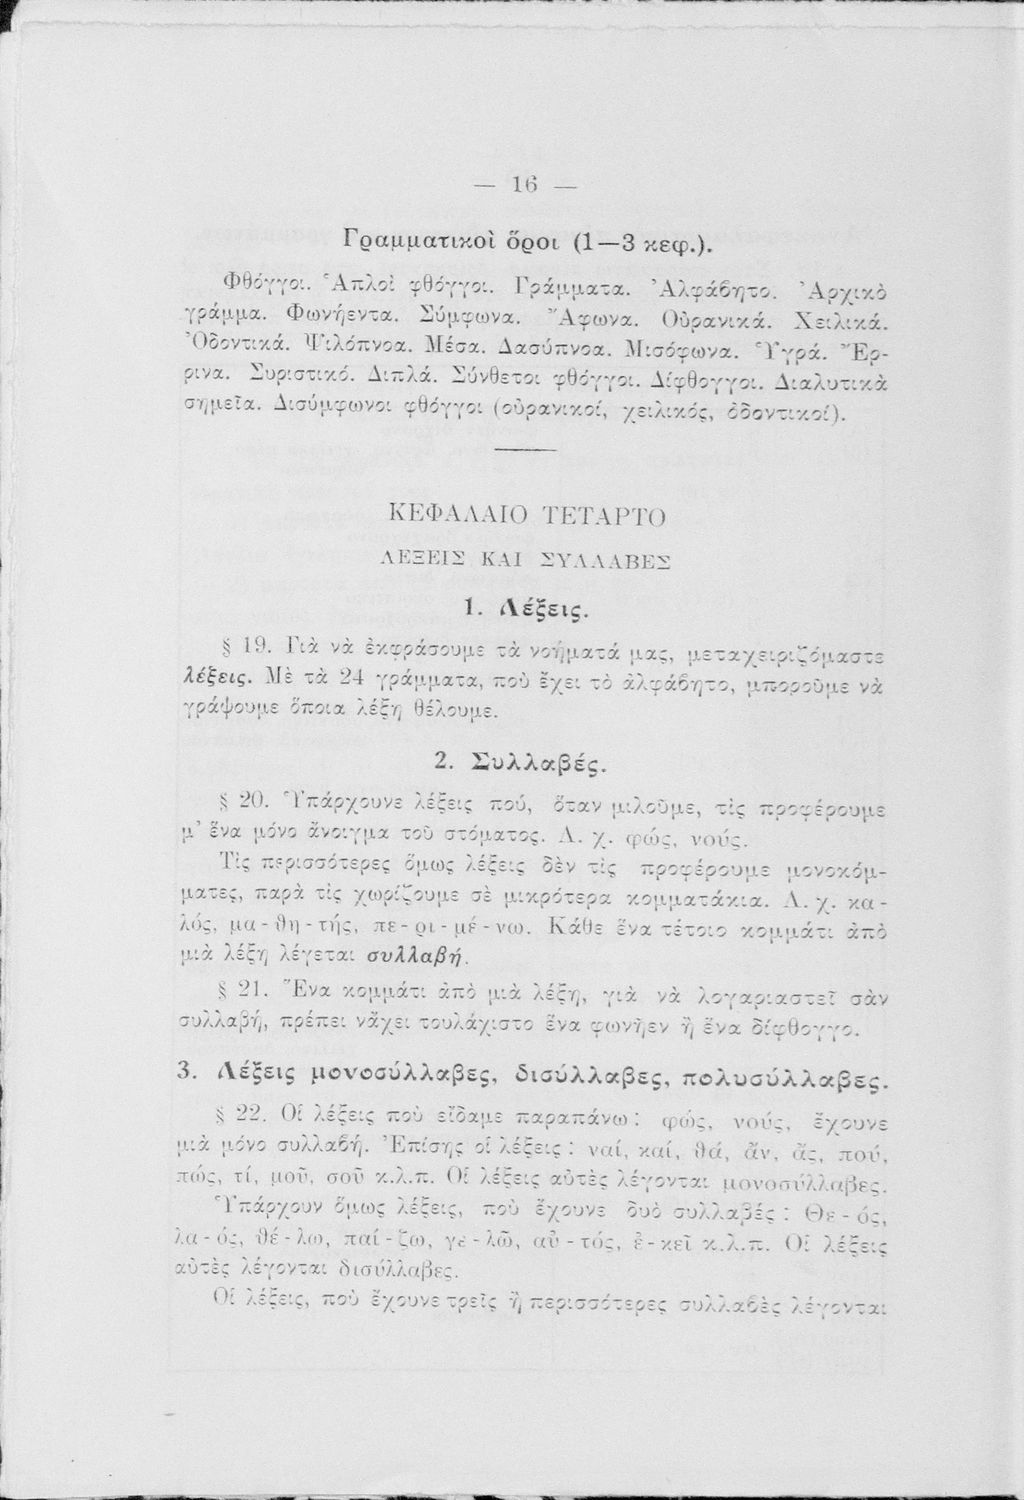 — 16 —
Γραμματικοὶ ὅροι (1—3 κεφ.).
Φθόγγοι. Ἁπλοῖ φθόγγοι. Γράμματα. Ἀλφάβητο. Ἀρχικὸ
γράμμα. Φωνήεντα. Σύμφωνα. Ἄφωνα. Οὐρανικά. Χειλικά.
Ὀδοντικά. Ψιλόπνοα. Μέσα. Δασύπνοα. Μισόφωνα. Ὑγρά. Ἔρ-
ρινα. Συριστικό. Διπλά. Σύνθετοι φθόγγοι. Δίφθογγοι. Διαλυτικὰ
σημεῖα. Δισύμφωνοι φθόγγοι (οὐρανικοί, χειλικός, ὀδοντικοί).
ΚΕΦΑΛΑΙΟ ΤΕΤΑΡΤΟ
ΛΕΞΕΙΣ ΚΑΙ ΣΥΛΛΑΒΕΣ
1. Λέξεις.
§ 19. Γιὰ νὰ ἐκφράσουμε τὰ νοήματά μας, μεταχειριζόμαστε
λέξεις. Μὲ τὰ 24 γράμματα, ποὺ ἔχει τὸ ἀλφάβητο, μποροῦμε νὰ
γράψουμε ὅποια λέξη θέλουμε.
2. Συλλαβές.
§ 20. Ὑπάρχουνε λέξεις πού, ὅταν μιλοῦμε, τὶς προφέρουμε
μ᾿ ἕνα μόνο ἄνοιγμα τοῦ στόματος. Λ. χ. φώς, νούς.
Τὶς περισσότερες ὅμως λέξεις δὲν τὶς προφέρουμε μονοκόμ-
ματες, παρὰ τὶς χωρίζουμε σὲ μικρότερα κομματάκια. Λ. χ. κα -
λός, μα - θη - τής, πε - ρι - μέ - νω. Κάθε ἕνα τέτοιο κομμάτι ἀπὸ
μιὰ λέξη λέγεται συλλαβή.
§ 21. Ἕνα κομμάτι ἀπὸ μιὰ λέξη, γιὰ νὰ λογαριαστεῖ σὰν
συλλαβή, πρέπει νἄχει τουλάχιστο ἕνα φωνῆεν ἢ ἕνα δίφθογγο.
3. Λέξεις μονοσύλλαβες, δισύλλαβες, πολυσύλλαβες.
§ 22. Οἱ λέξεις ποὺ εἴδαμε παραπάνω : φώς, νούς, ἔχουνε
μιὰ μόνο συλλαβή. Ἐπίσης οἱ λέξεις : ναί, καί, θά, ἄν, ἄς, πού,
πώς, τί, μοῦ, σοῦ κ.λ.π. Οἱ λέξεις αὐτὲς λέγονται μονοσύλλαβες.
Ὑπάρχουν ὅμως λέξεις, ποὺ ἔχουνε δυὸ συλλαβές : Θε - ός,
λα - ός, θέ - λω, παί - ζω, γε - λῶ, αὐ - τός, ἐ - κεῖ κ.λ.π. Οἱ λέξεις
αὐτὲς λέγονται δισύλλαβες.
Οἱ λέξεις, ποὺ ἔχουνε τρεῖς ἢ περισσότερες συλλαβὲς λέγονται